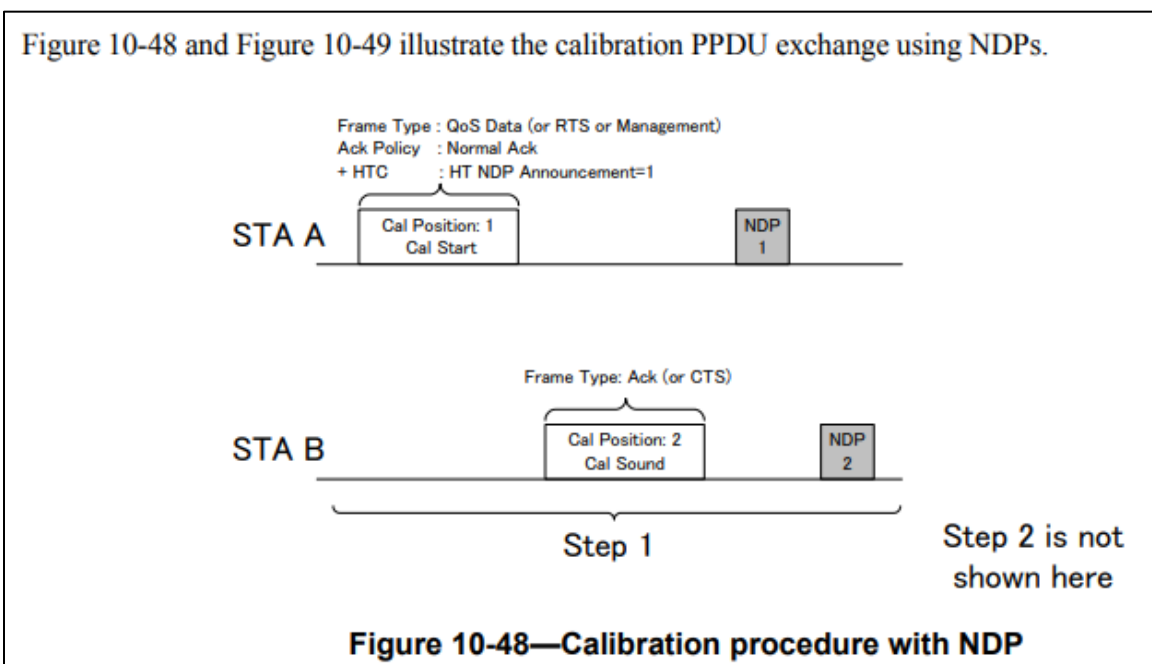 Figure 10-48 and Figure 10-49 illustrate the calibration PPDU exchange using NDPs.
Frame Type : QoS Data (or RTS or Management)
Ack Policy : Normal Ack
+ HTC : HT NDP Announcement=1
STA A
Cal Position: 1
Cal Start
NDP
1
Frame Type: Ack (or CTS)
STA B
Cal Position: 2
Cal Sound
NDP
2
Step 1
Step 2 is not
shown here
Figure 10-48—Calibration procedure with NDP